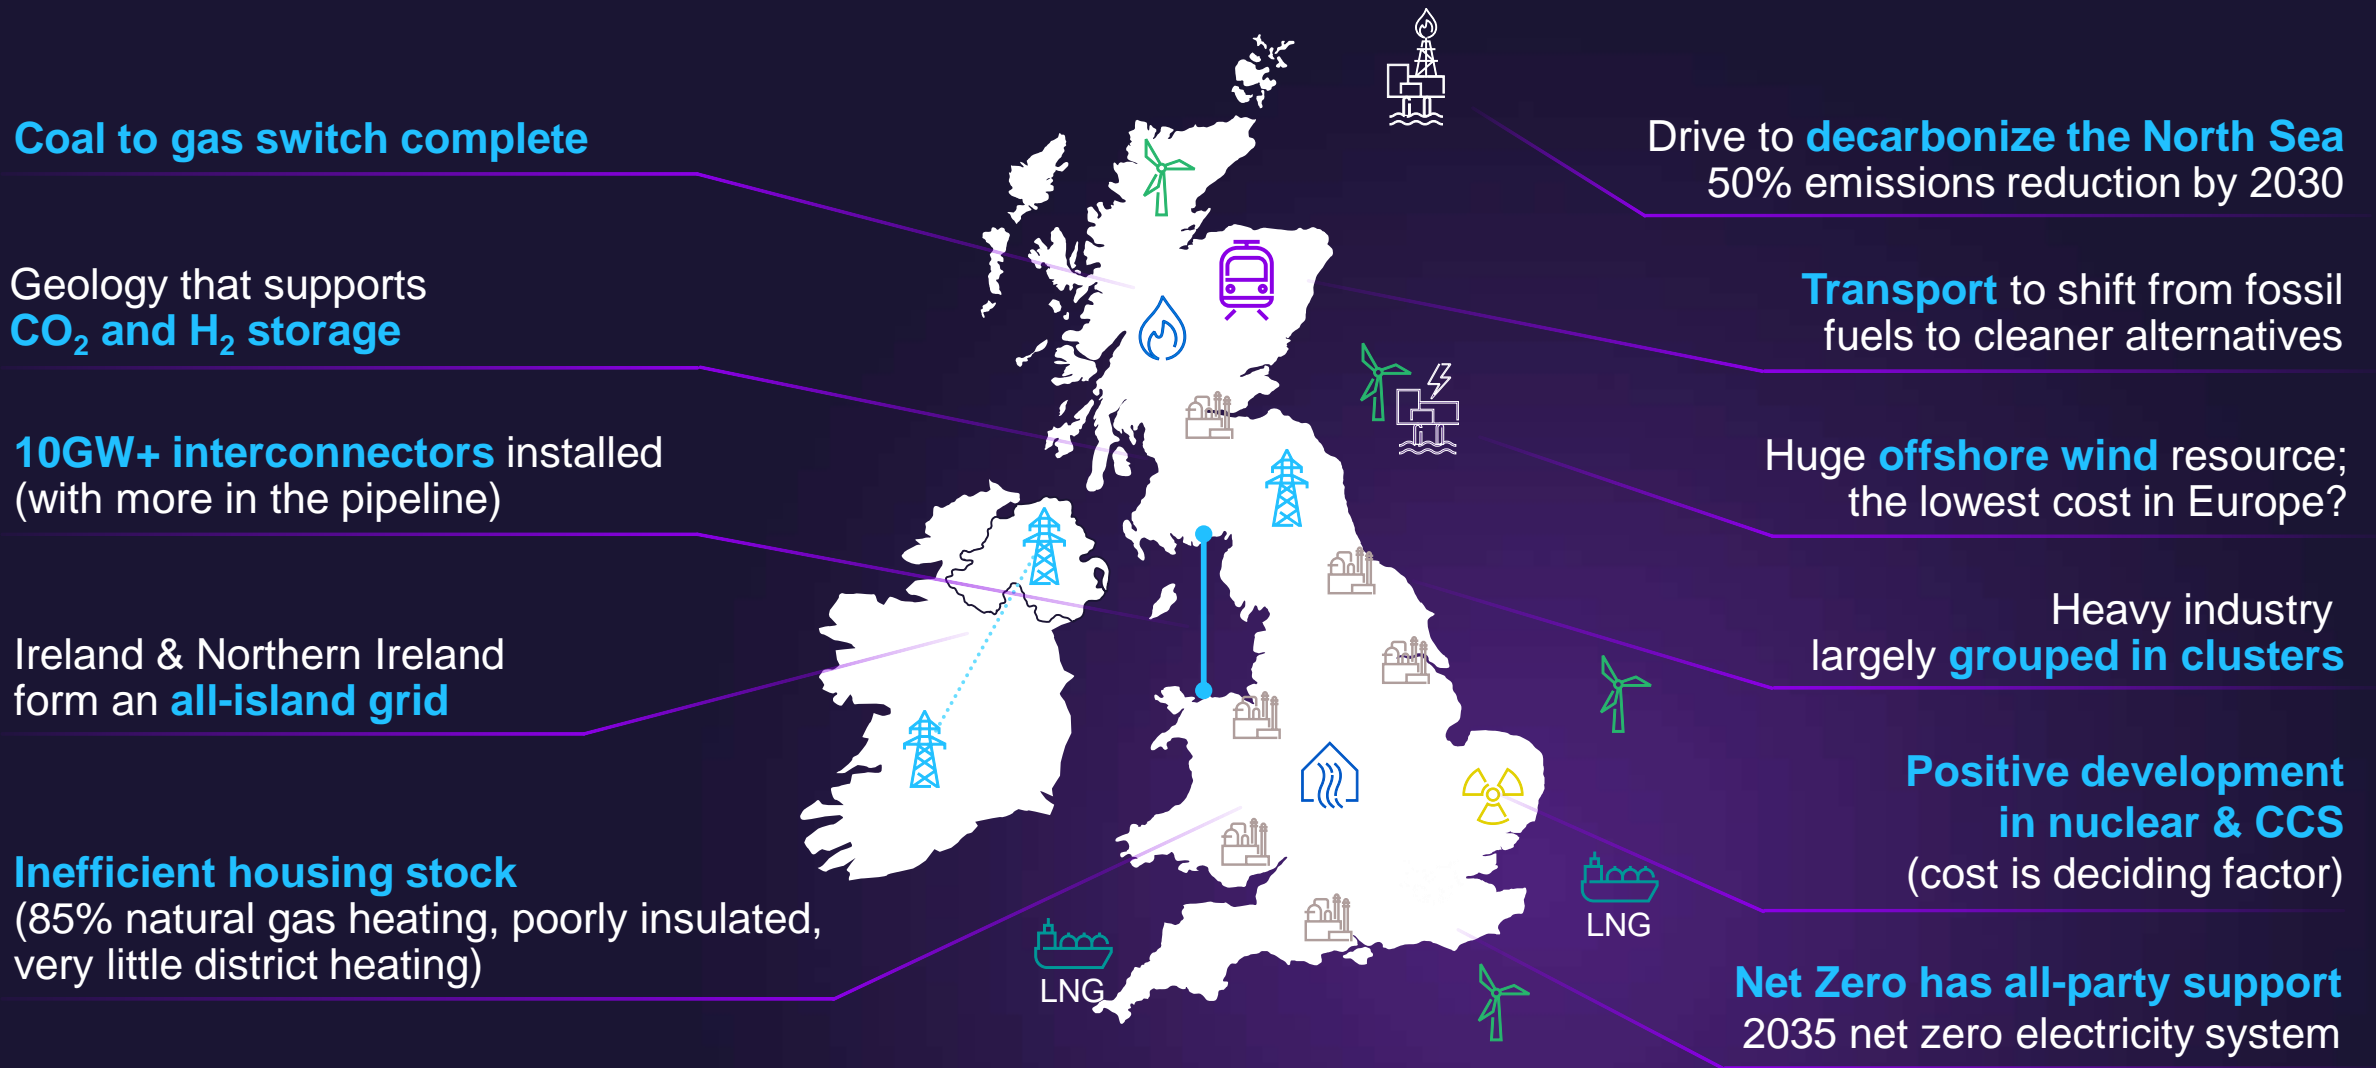 Coal to gas switch complete
Geology that supports
CO₂ and H₂ storage
10GW+ interconnectors installed
(with more in the pipeline)
Ireland & Northern Ireland
form an all-island grid
Inefficient housing stock
(85% natural gas heating, poorly insulated,
very little district heating)
LNG
LNG
Drive to decarbonize the North Sea
50% emissions reduction by 2030
Transport to shift from fossil
fuels to cleaner alternatives
Huge offshore wind resource;
the lowest cost in Europe?
Heavy industry
largely grouped in clusters
Positive development
in nuclear & CCS
(cost is deciding factor)
Net Zero has all-party support
2035 net zero electricity system